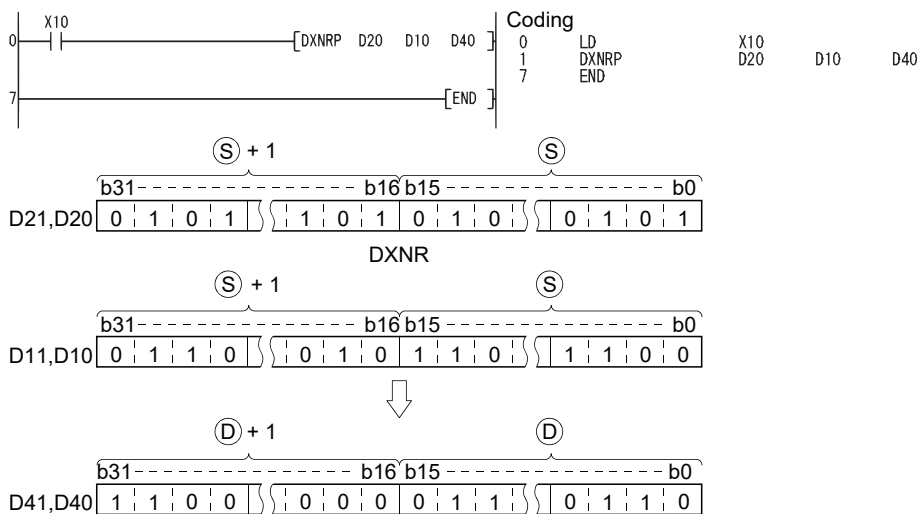 X10
0 [DXNRP D20 D10 D40 ]
7 [END ]
Coding
0 LD X10
1 DXNRP D20 D10 D40
7 END
S + 1 S
b31 b16 b15 b0
D21,D20 0 1 0 1 1 0 1 0 1 0 0 1 0 1
DXNR
S + 1 S
b31 b16 b15 b0
D11,D10 0 1 1 0 0 1 0 1 1 0 1 1 0 0
D + 1 D
b31 b16 b15 b0
D41,D40 1 1 0 0 0 0 0 0 1 1 0 1 1 0